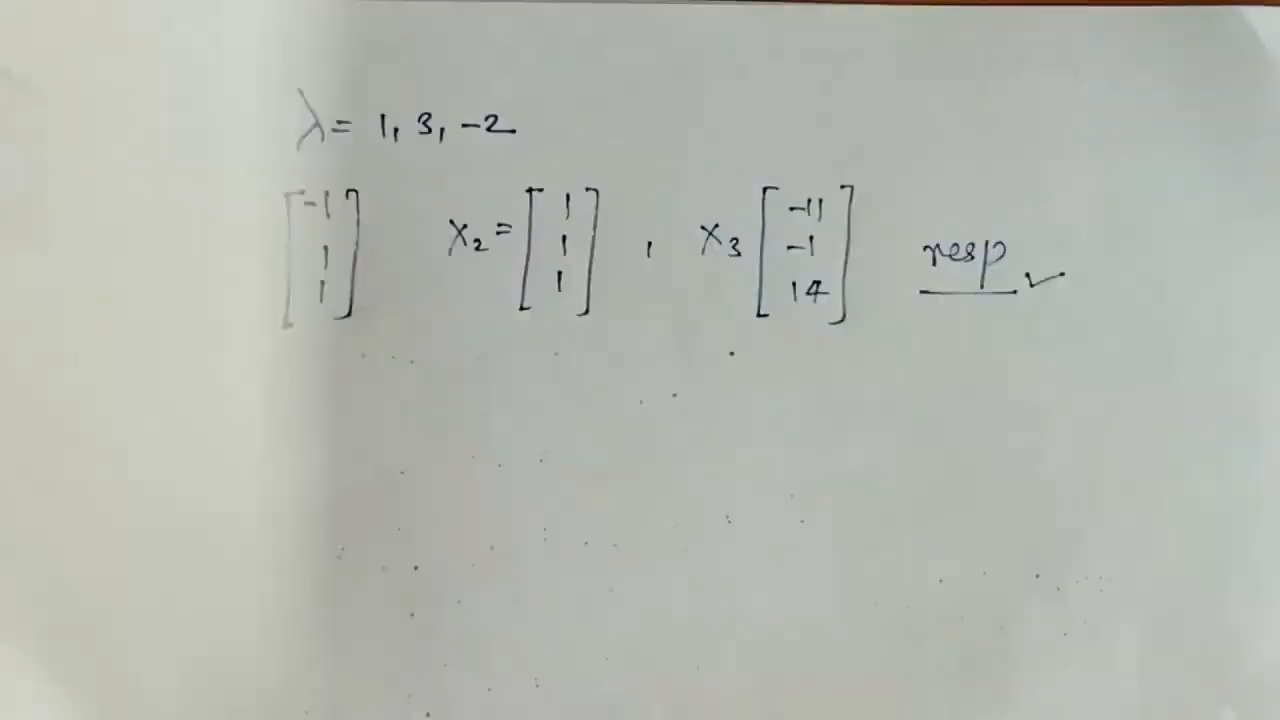 λ = 1, 3, -2
[-1 1 1] X2 = [1 1 1] , X3 [-11 -1 14] resp ✓